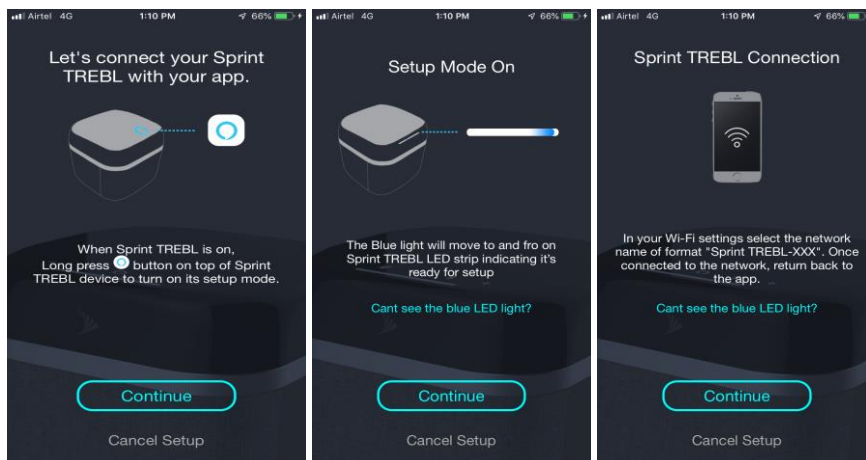 Airtel 4G 1:10 PM 66%
Let's connect your Sprint
TREBL with your app.
When Sprint TREBL is on,
Long press button on top of Sprint
TREBL device to turn on its setup mode.
Continue
Cancel Setup
Airtel 4G 1:10 PM 66%
Setup Mode On
The Blue light will move to and fro on
Sprint TREBL LED strip indicating it's
ready for setup
Cant see the blue LED light?
Continue
Cancel Setup
Airtel 4G 1:10 PM 66%
Sprint TREBL Connection
In your Wi-Fi settings select the network
name of format "Sprint TREBL-XXX". Once
connected to the network, return back to
the app.
Cant see the blue LED light?
Continue
Cancel Setup